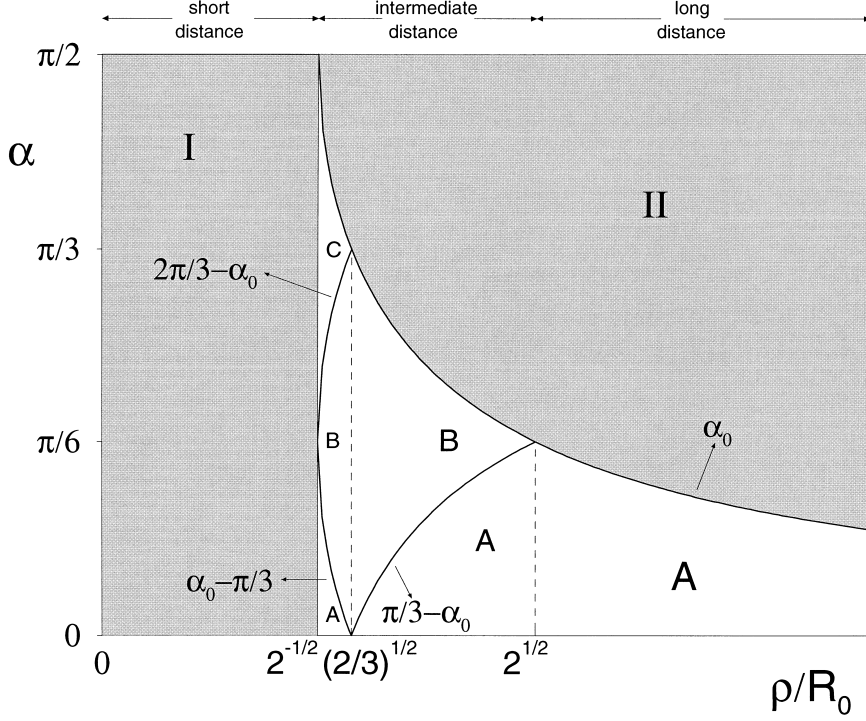 short intermediate long
distance distance distance
π/2
I
α
II
π/3
C
2π/3−α₀
π/6
B B
α₀
A
α₀−π/3
A
A
π/3−α₀
0
0 2^{-1/2} (2/3)^{1/2} 2^{1/2}
ρ/R₀